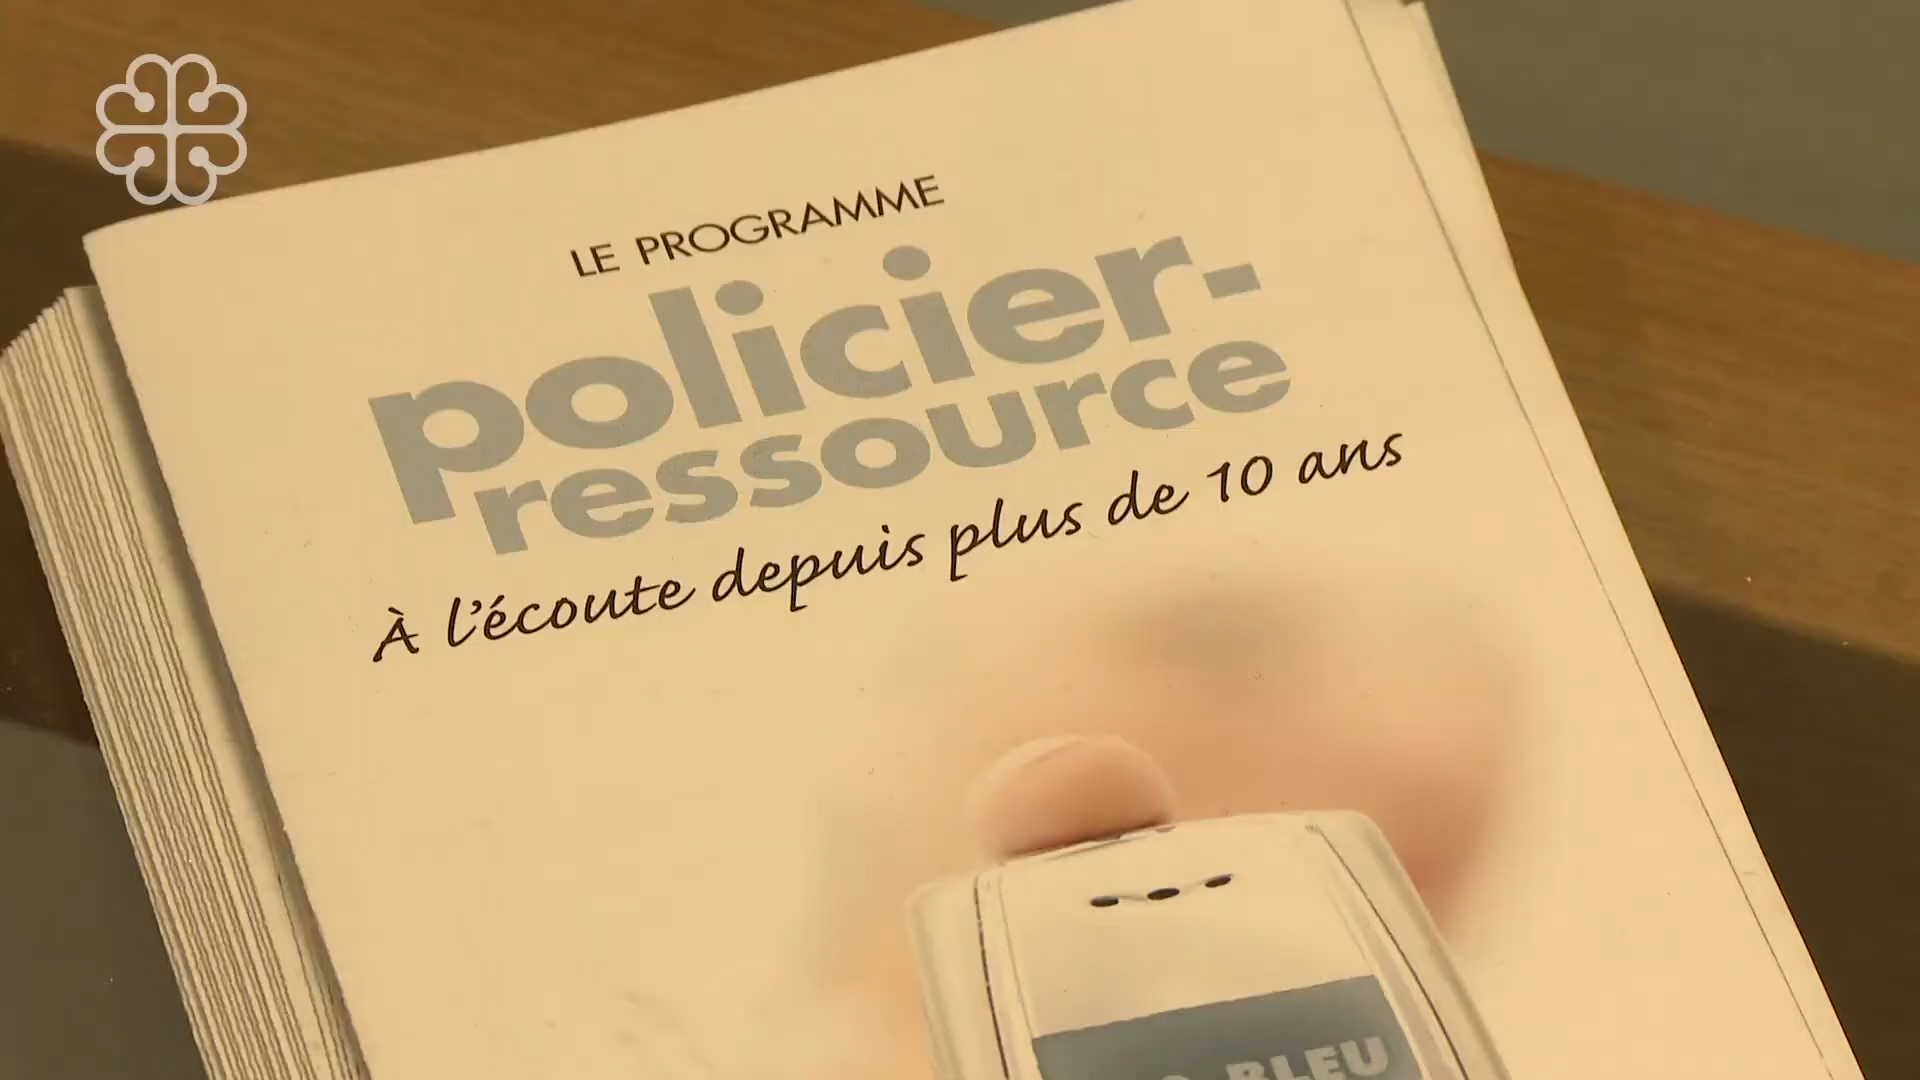 LE PROGRAMME
policier-
ressource
À l'écoute depuis plus de 10 ans
BLEU